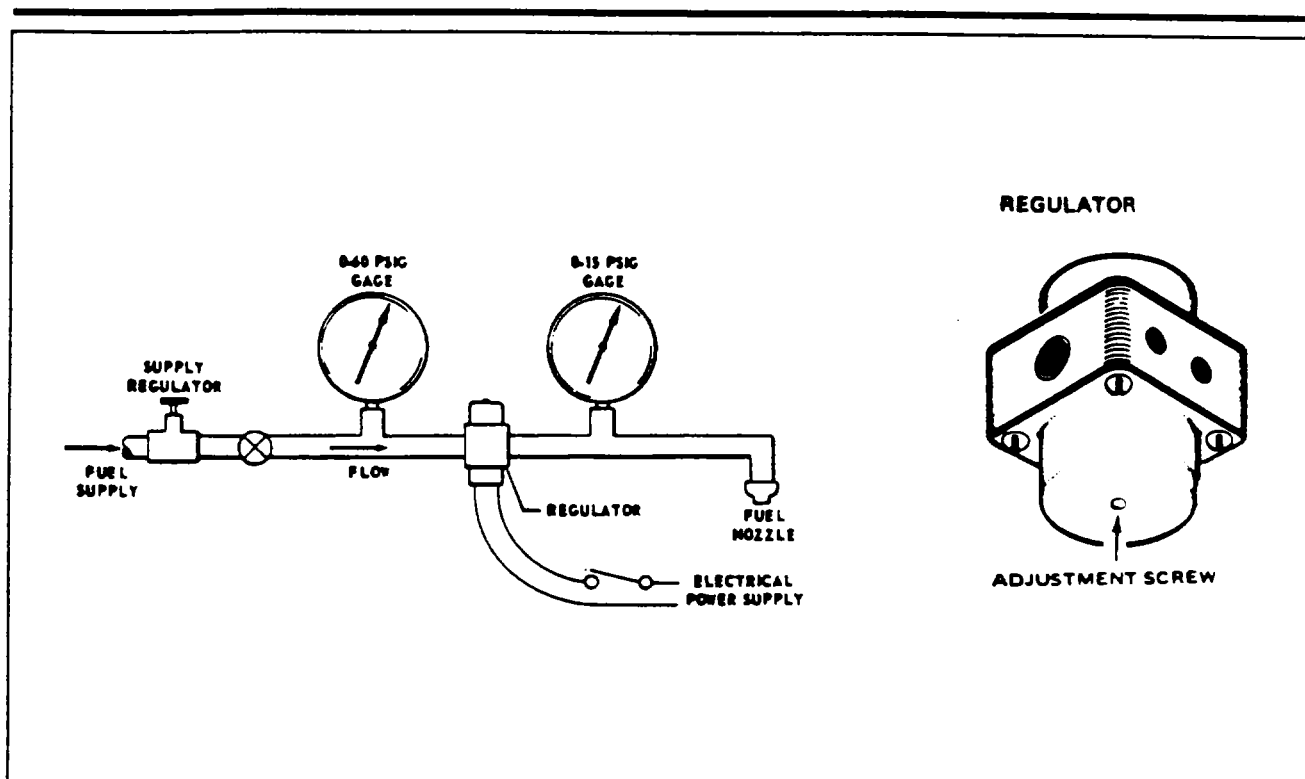 REGULATOR
0-60 PSIG
GAGE
0-15 PSIG
GAGE
SUPPLY
REGULATOR
FUEL
SUPPLY
FLOW
REGULATOR
FUEL
NOZZLE
ELECTRICAL
POWER SUPPLY
ADJUSTMENT SCREW